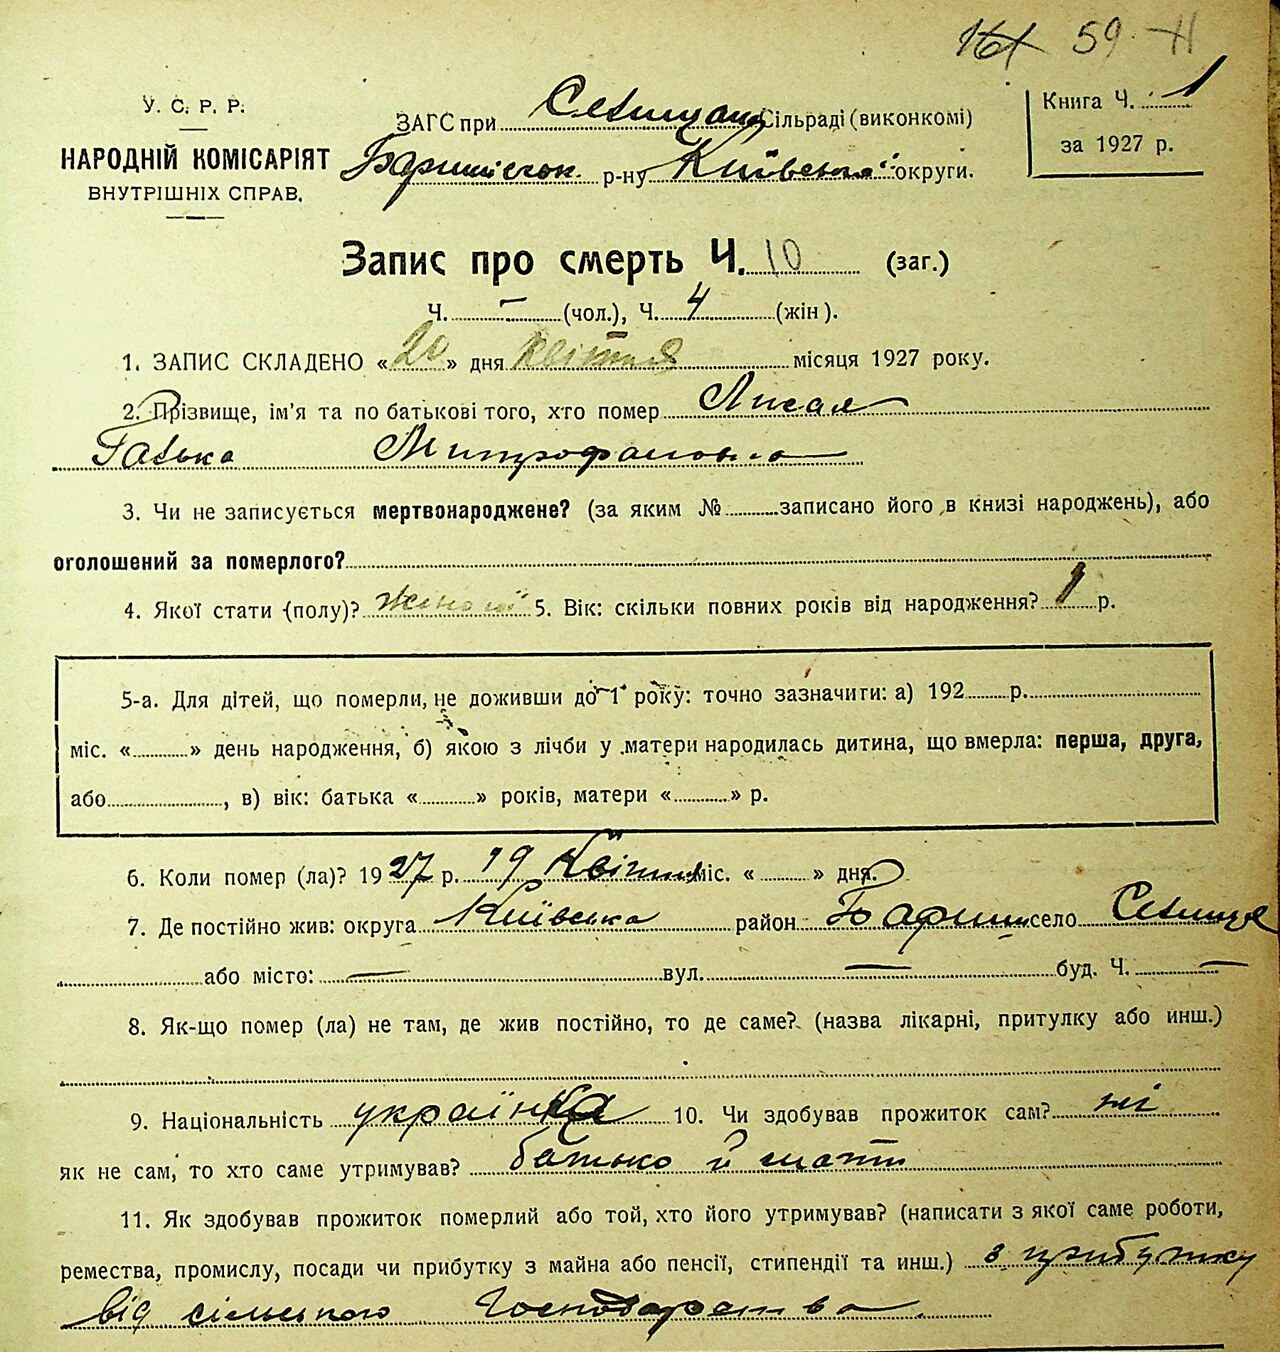 59
У. С. Р. Р.
НАРОДНІЙ КОМІСАРІЯТ
ВНУТРІШНІХ СПРАВ.
ЗАГС при Селищан Сільраді (виконкомі)
Баришівськ. р-ну Київської округи.
Книга Ч. 1
за 1927 р.
Запис про смерть Ч. 10 (заг.)
Ч. — (чол.), Ч. 4 (жін).
1. ЗАПИС СКЛАДЕНО «20» дня Квітня місяця 1927 року.
2. Прізвище, ім'я та по батькові того, хто помер Лисая
Галька Митрофановна
3. Чи не записується мертвонароджене? (за яким № записано його в книзі народжень), або
оголошений за померлого?
4. Якої стати (полу)? Женської 5. Вік: скільки повних років від народження? 1 р.
5-а. Для дітей, що померли, не доживши до 1 року: точно зазначити: а) 192 р.
міс. « » день народження, б) якою з лічби у матери народилась дитина, що вмерла: перша, друга,
або , в) вік: батька « » років, матери « » р.
6. Коли помер (ла)? 1927 р. 19 Квітня міс. « » дня.
7. Де постійно жив: округа Київська район Бариш село Селище
або місто: — вул. — буд. Ч. —
8. Як-що помер (ла) не там, де жив постійно, то де саме? (назва лікарні, притулку або инш.)
9. Національність українка 10. Чи здобував прожиток сам? ні
як не сам, то хто саме утримував? батько й мати
11. Як здобував прожиток померлий або той, хто його утримував? (написати з якої саме роботи,
ремества, промислу, посади чи прибутку з майна або пенсії, стипендії та инш.) з прибутку
від сільського Господарства.